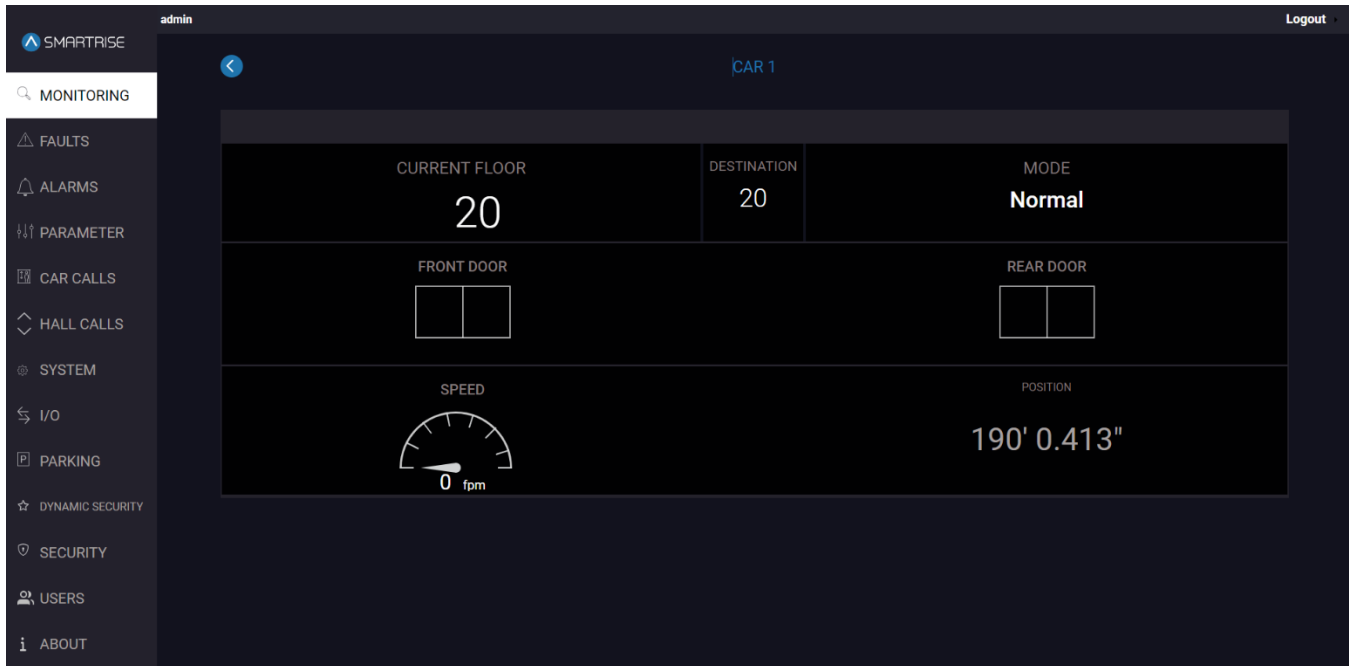 admin
Logout
SMARTRISE
CAR 1
MONITORING
FAULTS
ALARMS
PARAMETER
CAR CALLS
HALL CALLS
SYSTEM
I/O
PARKING
DYNAMIC SECURITY
SECURITY
USERS
ABOUT
CURRENT FLOOR
20
DESTINATION
20
MODE
Normal
FRONT DOOR
REAR DOOR
SPEED
0 fpm
POSITION
190' 0.413"